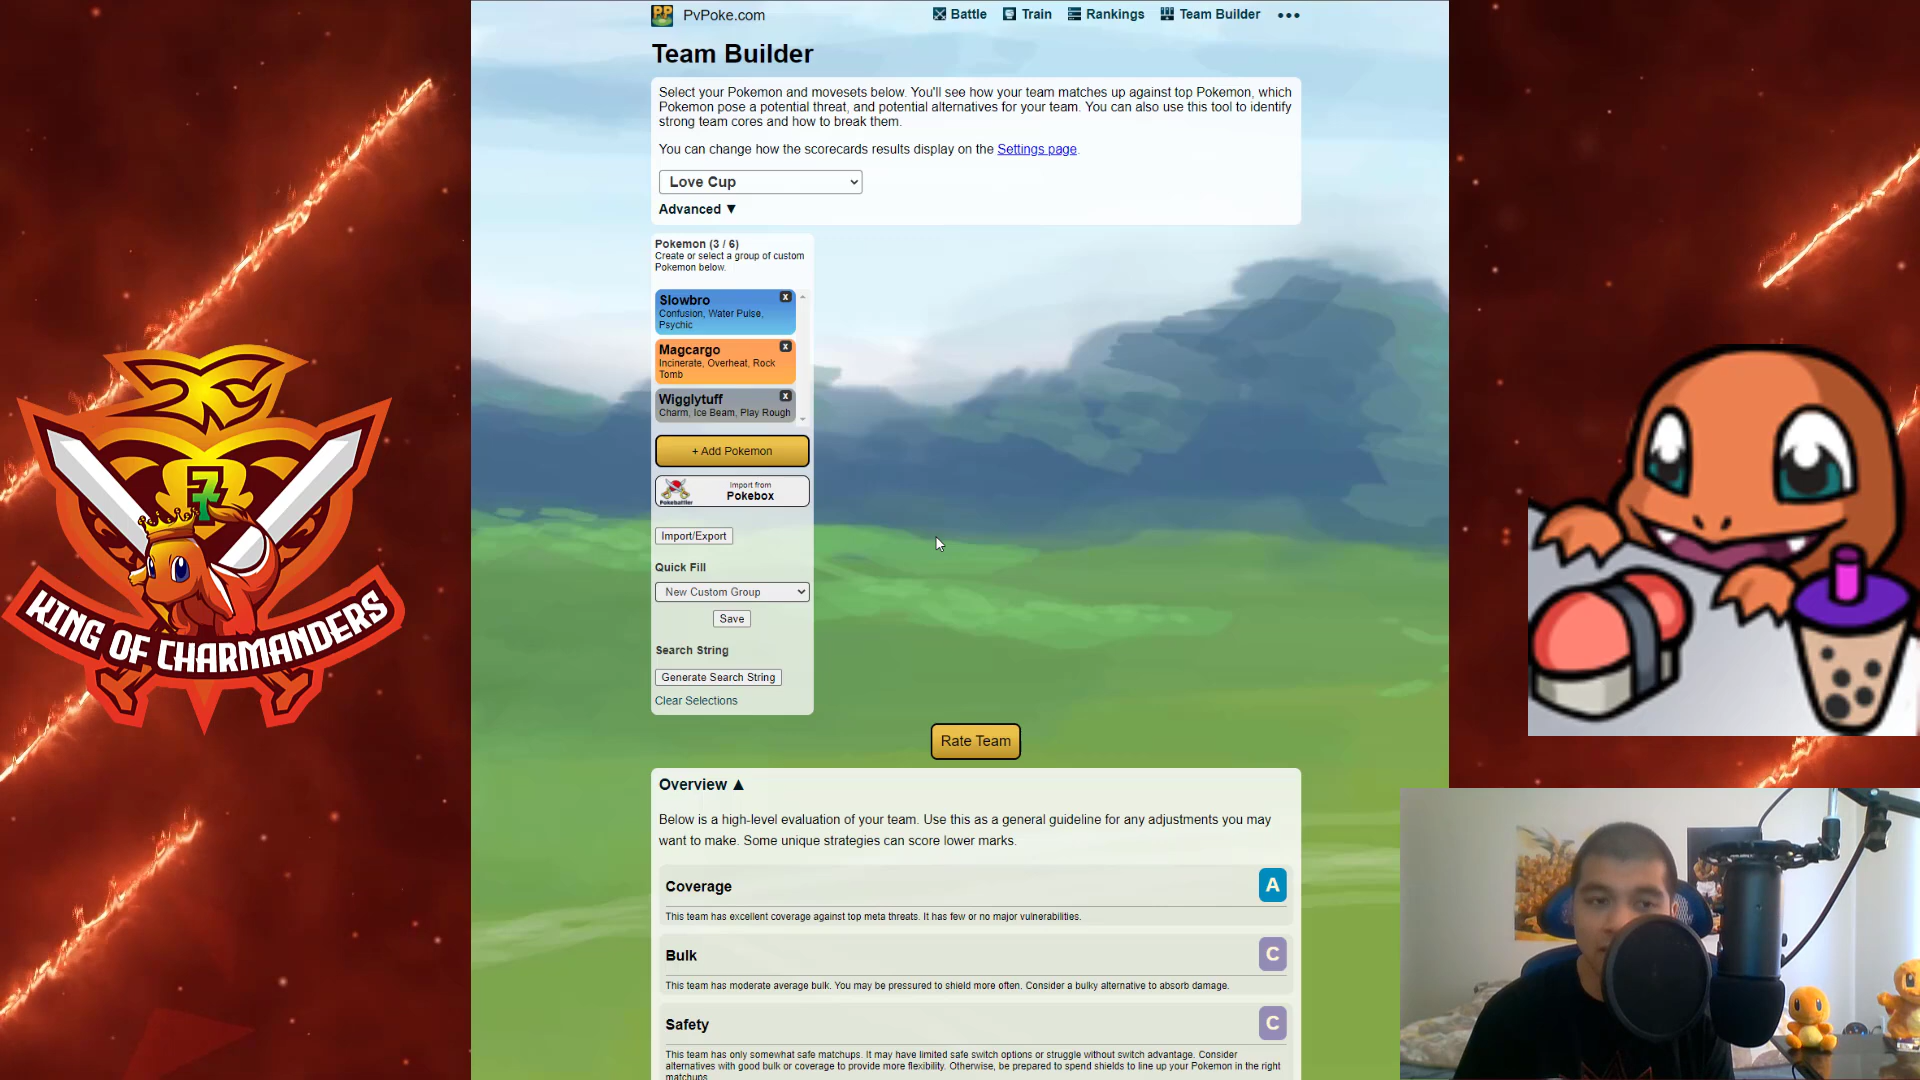 PvPoke.com
Battle
Train
Rankings
Team Builder
Team Builder
Select your Pokemon and movesets below. You'll see how your team matches up against top Pokemon, which
Pokemon pose a potential threat, and potential alternatives for your team. You can also use this tool to identify
strong team cores and how to break them.
You can change how the scorecards results display on the Settings page.
Love Cup
Advanced ▼
Pokemon (3 / 6)
Create or select a group of custom
Pokemon below.
Slowbro
x
Confusion, Water Pulse,
Psychic
Magcargo
x
Incinerate, Overheat, Rock
Tomb
Wigglytuff
x
Charm, Ice Beam, Play Rough
+ Add Pokemon
Pokebattler
Import from
Pokebox
Import/Export
Quick Fill
New Custom Group
Save
Search String
Generate Search String
Clear Selections
Rate Team
Overview ▲
Below is a high-level evaluation of your team. Use this as a general guideline for any adjustments you may
want to make. Some unique strategies can score lower marks.
Coverage
A
This team has excellent coverage against top meta threats. It has few or no major vulnerabilities.
Bulk
C
This team has moderate average bulk. You may be pressured to shield more often. Consider a bulky alternative to absorb damage.
Safety
C
This team has only somewhat safe matchups. It may have limited safe switch options or struggle without switch advantage. Consider
alternatives with good bulk or coverage to provide more flexibility. Otherwise, be prepared to spend shields to line up your Pokemon in the right
matchups.
7
KING OF CHARMANDERS